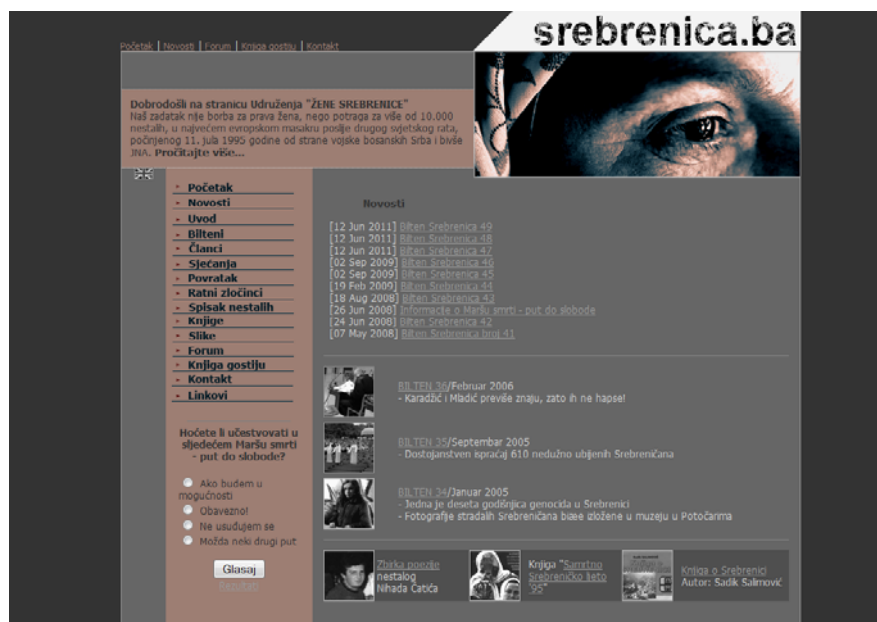 srebrenica.ba
Početak | Novosti | Forum | Knjiga gostiju | Kontakt
Dobrodošli na stranicu Udruženja "ŽENE SREBRENICE"
Naš zadatak nije borba za prava žena, nego potraga za više od 10.000
nestalih, u najvećem evropskom masakru poslije drugog svjetskog rata,
počinjenog 11. jula 1995 godine od strane vojske bosanskih Srba i bivše
JNA. Pročitajte više...
Početak
Novosti
Uvod
Bilteni
Članci
Sjećanja
Povratak
Ratni zločinci
Spisak nestalih
Knjige
Slike
Forum
Knjiga gostiju
Kontakt
Linkovi
Hoćete li učestvovati u
sljedećem Maršu smrti
- put do slobode?
Ako budem u
mogućnosti
Obavezno!
Ne usuđujem se
Možda neki drugi put
Glasaj
Rezultati
Novosti
[12 Jun 2011] Bilten Srebrenica 49
[12 Jun 2011] Bilten Srebrenica 48
[12 Jun 2011] Bilten Srebrenica 47
[02 Sep 2009] Bilten Srebrenica 46
[02 Sep 2009] Bilten Srebrenica 45
[19 Feb 2009] Bilten Srebrenica 44
[18 Aug 2008] Bilten Srebrenica 43
[26 Jun 2008] Informacije o Maršu smrti - put do slobode
[24 Jun 2008] Bilten Srebrenica 42
[07 May 2008] Bilten Srebrenica broj 41
BILTEN 36/Februar 2006
- Karadžić i Mladić previše znaju, zato ih ne hapse!
BILTEN 35/Septembar 2005
- Dostojanstven ispraćaj 610 nedužno ubijenih Srebreničana
BILTEN 34/Januar 2005
- Jedna je deseta godišnjica genocida u Srebrenici
- Fotografije stradalih Srebreničana biđe izložene u muzeju u Potočarima
Zbirka poezije
nestalog
Nihada Ćatića
Knjiga "Samrtno
Srebreničko ljeto
'95"
Knjiga o Srebrenici
Autor: Sadik Salimović